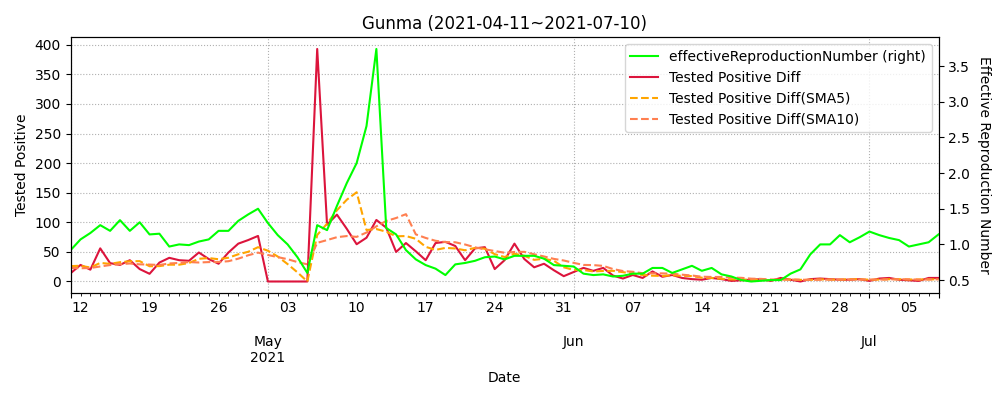 Gunma (2021-04-11~2021-07-10)
400
350
300
250
200
150
100
50
0
Tested Positive
effectiveReproductionNumber (right)
Tested Positive Diff
Tested Positive Diff(SMA5)
Tested Positive Diff(SMA10)
3.5
3.0
2.5
2.0
1.5
1.0
0.5
Effective Reproduction Number
12 19 26 03 10 17 24 31 07 14 21 28 05
May Jun Jul
2021
Date